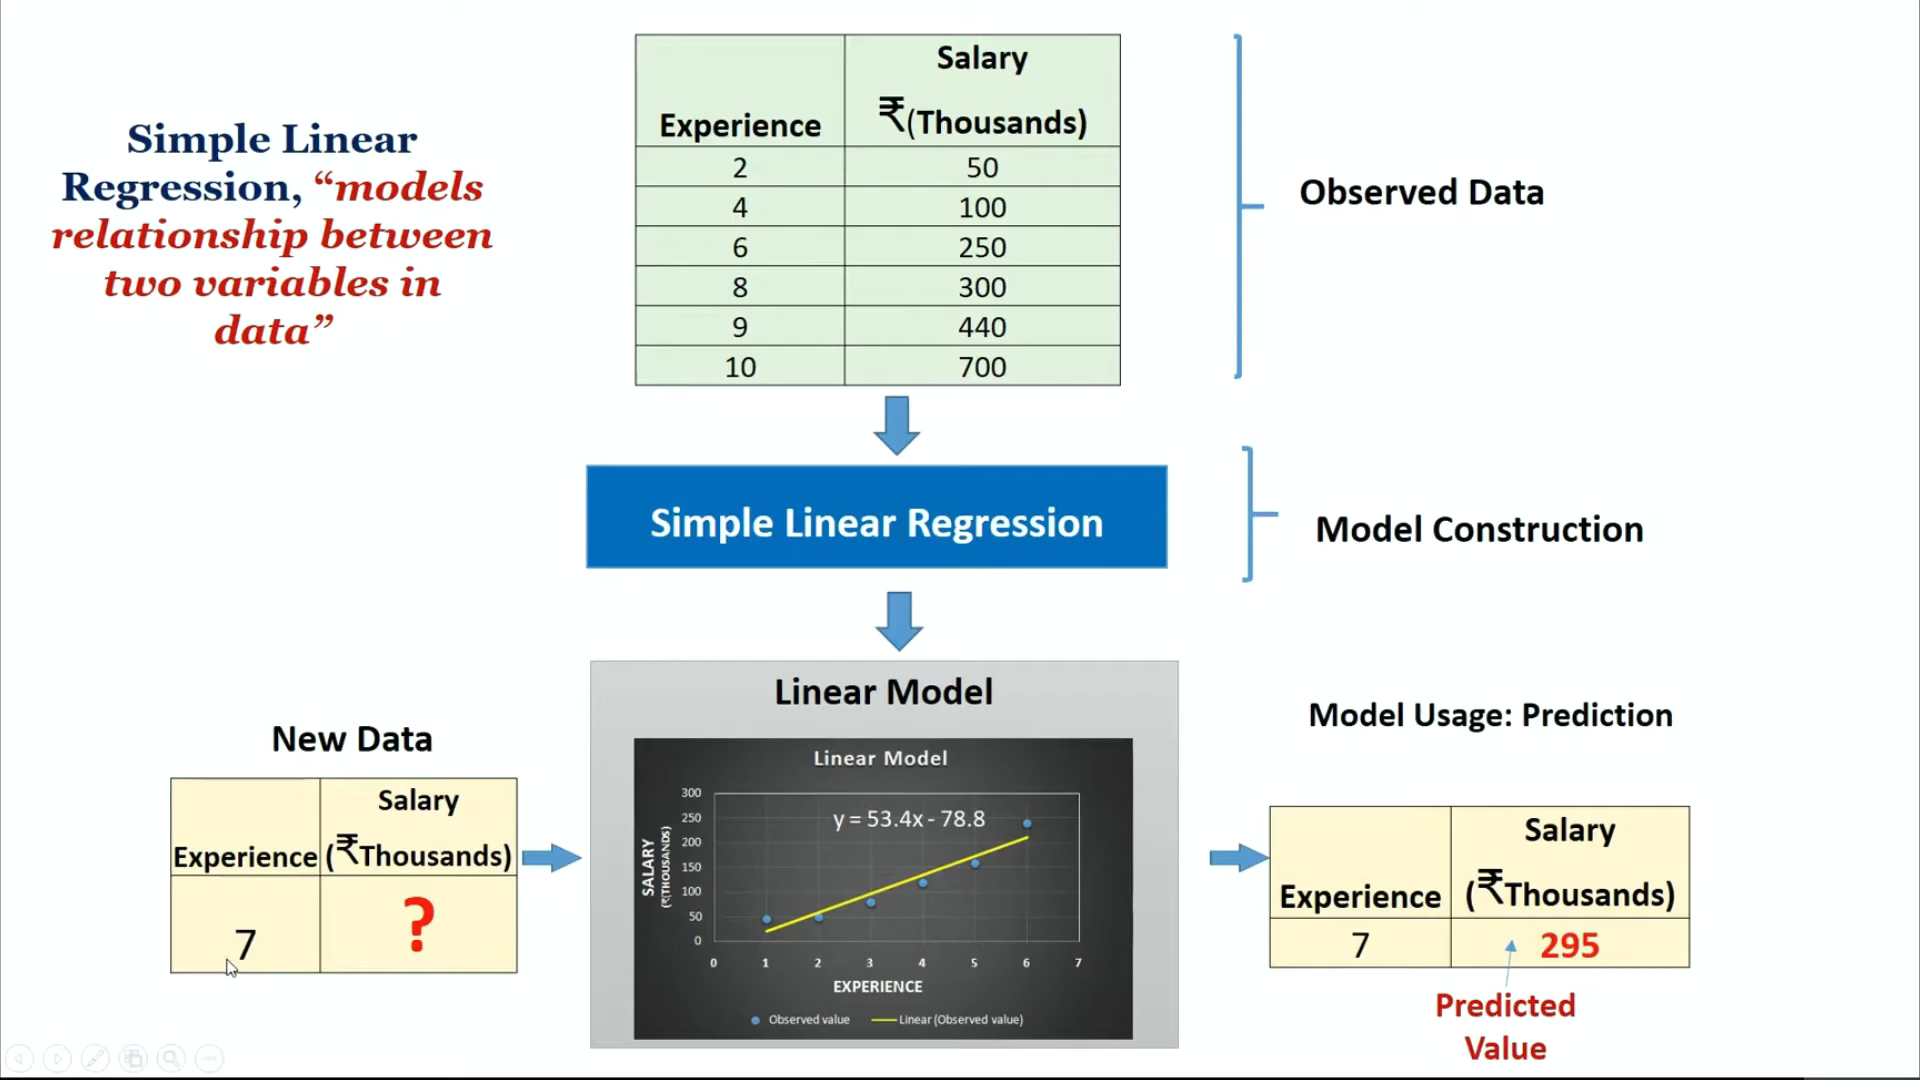 Simple Linear
Regression, “models
relationship between
two variables in
data”
Experience Salary
₹(Thousands)
2 50
4 100
6 250
8 300
9 440
10 700
Observed Data
Simple Linear Regression
Model Construction
Linear Model
Linear Model
y = 53.4x - 78.8
SALARY
(₹(THOUSANDS)
300
250
200
150
100
50
0
0 1 2 3 4 5 6 7
EXPERIENCE
Observed value Linear (Observed value)
New Data
Experience Salary
(₹Thousands)
7 ?
Model Usage: Prediction
Experience Salary
(₹Thousands)
7 295
Predicted
Value